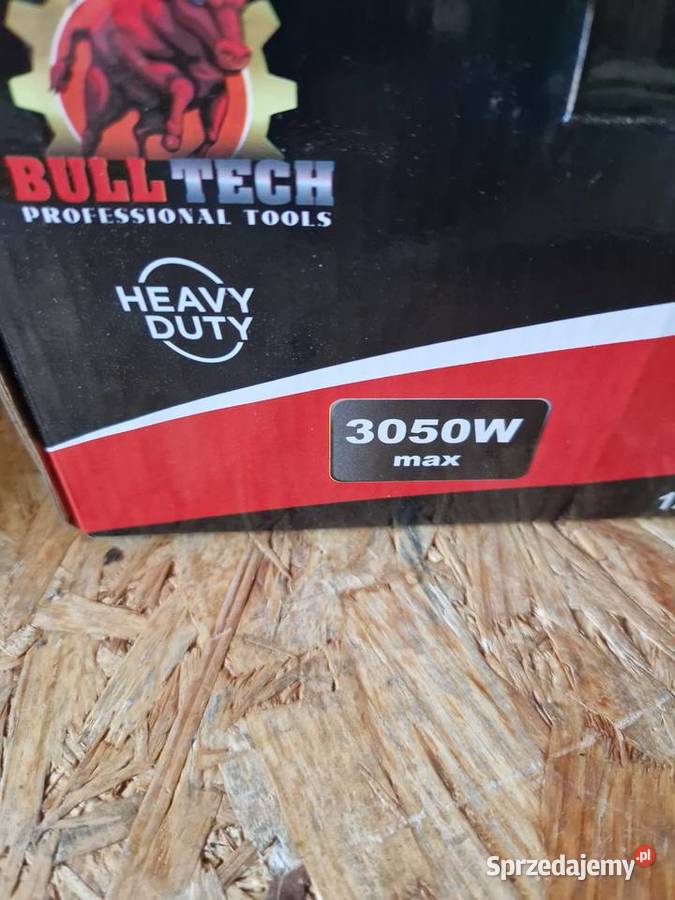 BULL TECH
PROFESSIONAL TOOLS
HEAVY
DUTY
3050W
max
Sprzedajemy.pl